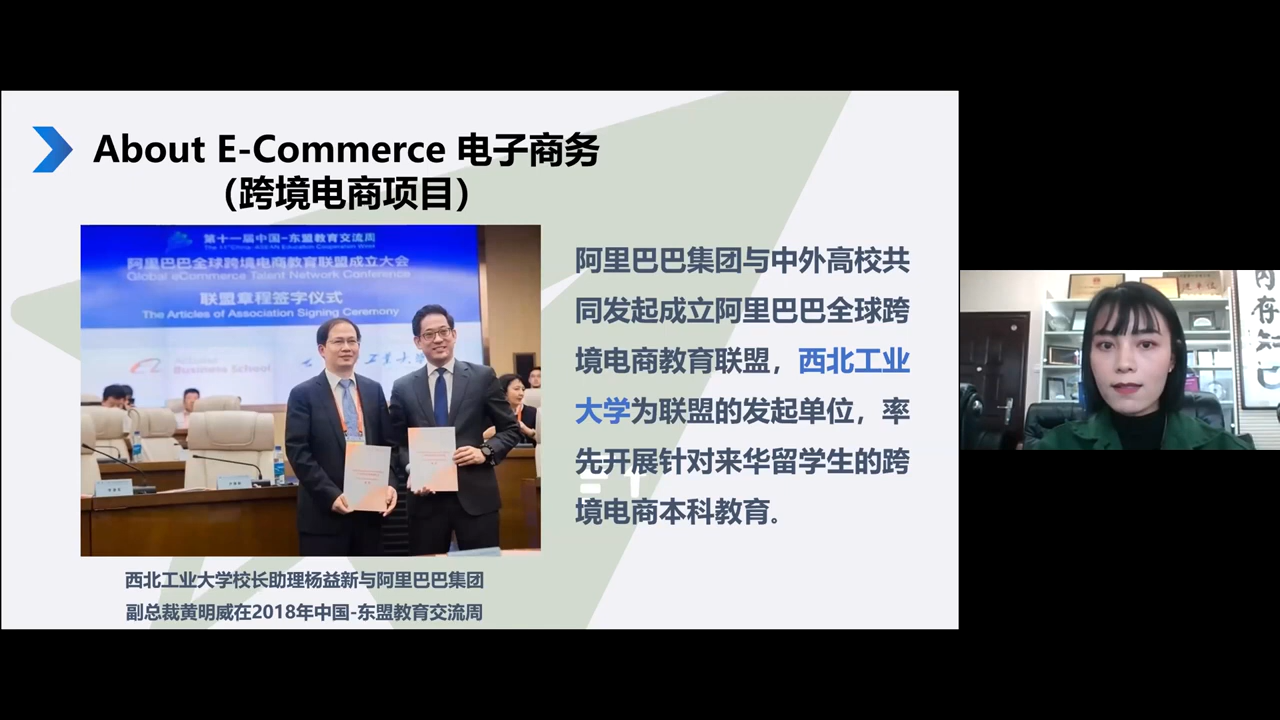 About E-Commerce 电子商务
（跨境电商项目）
第十一届中国-东盟教育交流周
The 11th China-ASEAN Education Cooperation Week
阿里巴巴全球跨境电商教育联盟成立大会
Global eCommerce Talent Network Conference
联盟章程签字仪式
The Articles of Association Signing Ceremony
Business School
阿里巴巴集团与中外高校共
同发起成立阿里巴巴全球跨
境电商教育联盟，西北工业
大学为联盟的发起单位，率
先开展针对来华留学生的跨
境电商本科教育。
西北工业大学校长助理杨益新与阿里巴巴集团
副总裁黄明威在2018年中国-东盟教育交流周
内存知己